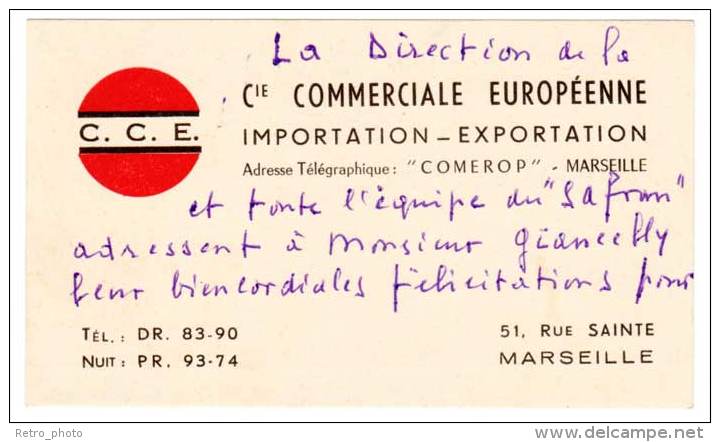 La Direction de la
CIE COMMERCIALE EUROPÉENNE
C. C. E.
IMPORTATION – EXPORTATION
Adresse Télégraphique : "COMEROP" - MARSEILLE
et toute l'équipe du "Safran"
adressent à Monsieur
leur bien cordiales félicitations pour
TÉL. : DR. 83-90
NUIT : PR. 93-74
51, RUE SAINTE
MARSEILLE
Retro_photo
www.delcampe.net